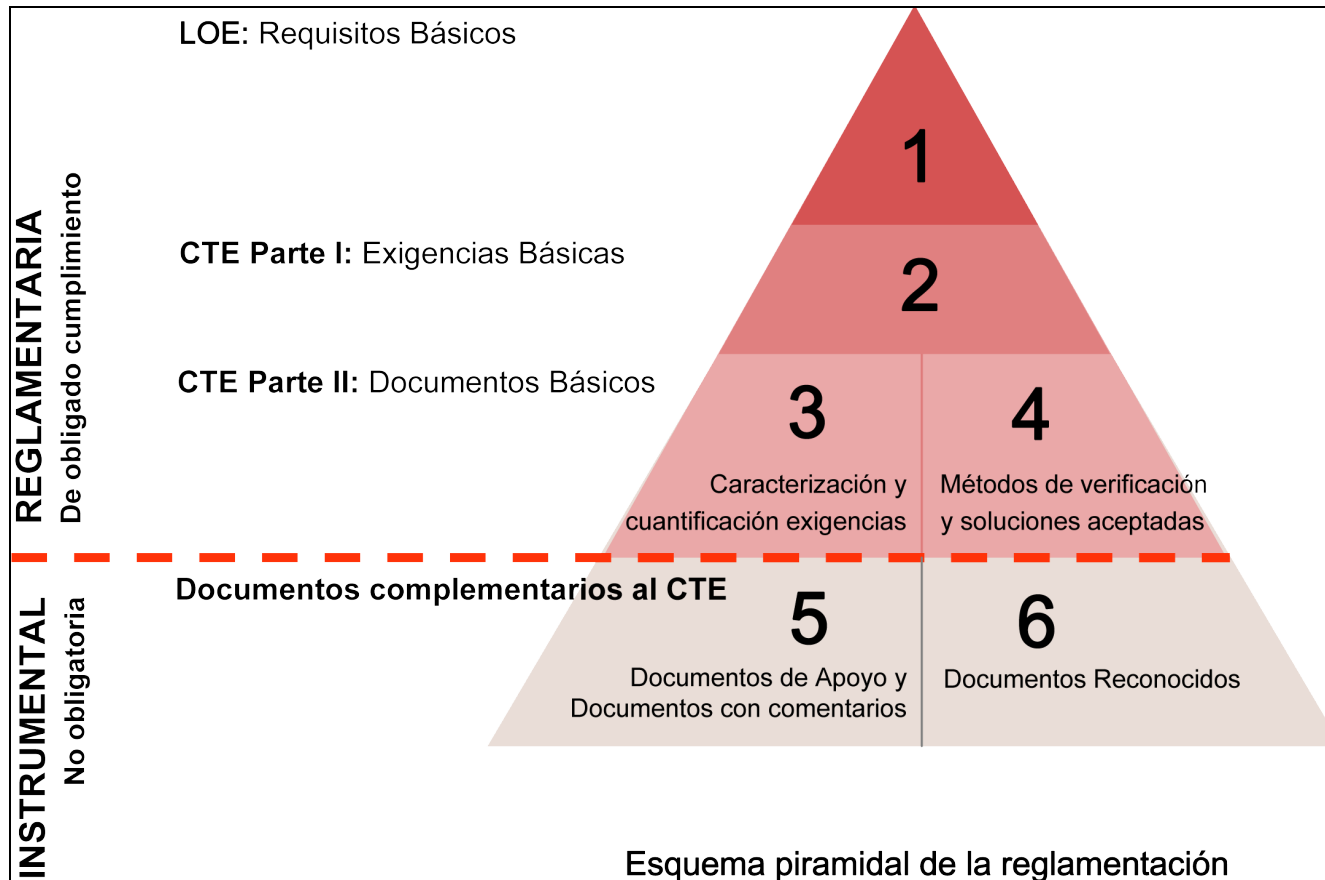 LOE: Requisitos Básicos
1
REGLAMENTARIA
De obligado cumplimiento
CTE Parte I: Exigencias Básicas
2
CTE Parte II: Documentos Básicos
3
Caracterización y
cuantificación exigencias
4
Métodos de verificación
y soluciones aceptadas
INSTRUMENTAL
No obligatoria
Documentos complementarios al CTE
5
Documentos de Apoyo y
Documentos con comentarios
6
Documentos Reconocidos
Esquema piramidal de la reglamentación